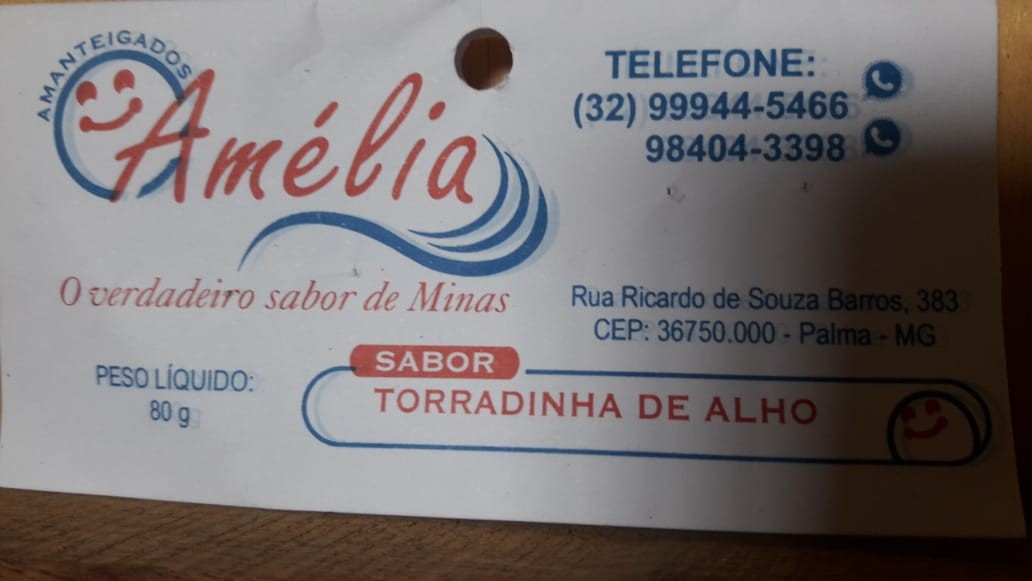 AMANTEIGADOS
Amélia
O verdadeiro sabor de Minas
TELEFONE:
(32) 99944-5466
98404-3398
Rua Ricardo de Souza Barros, 383
CEP: 36750.000 - Palma - MG
PESO LÍQUIDO:
80 g
SABOR
TORRADINHA DE ALHO